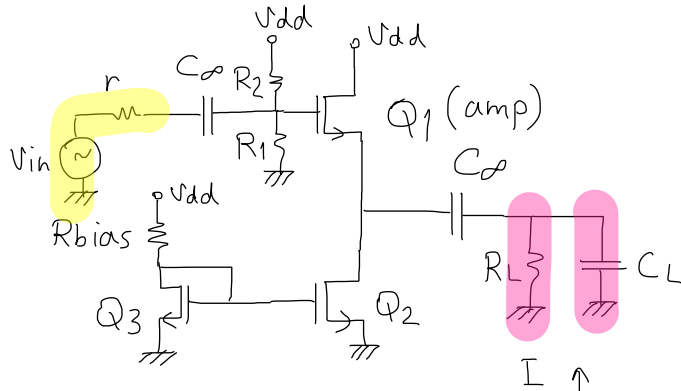 Vdd
Vdd
r
C∞
R2
Q1 (amp)
R1
Vin
C∞
Vdd
Rbias
RL
CL
Q3
Q2
I ↑